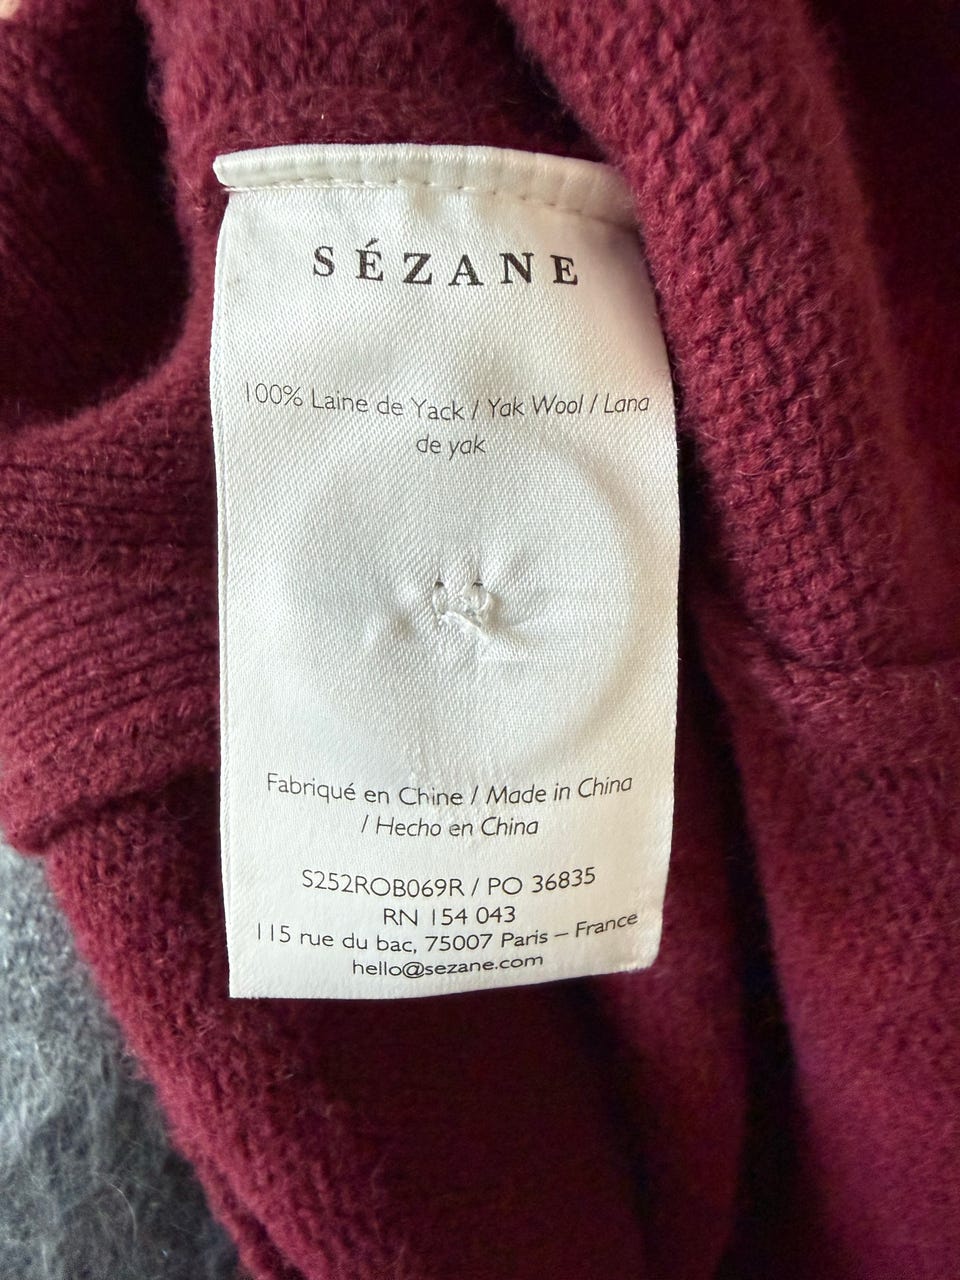 SÉZANE
100% Laine de Yack / Yak Wool / Lana
de yak
Fabriqué en Chine / Made in China
/ Hecho en China
S252ROB069R / PO 36835
RN 154 043
115 rue du bac, 75007 Paris – France
hello@sezane.com